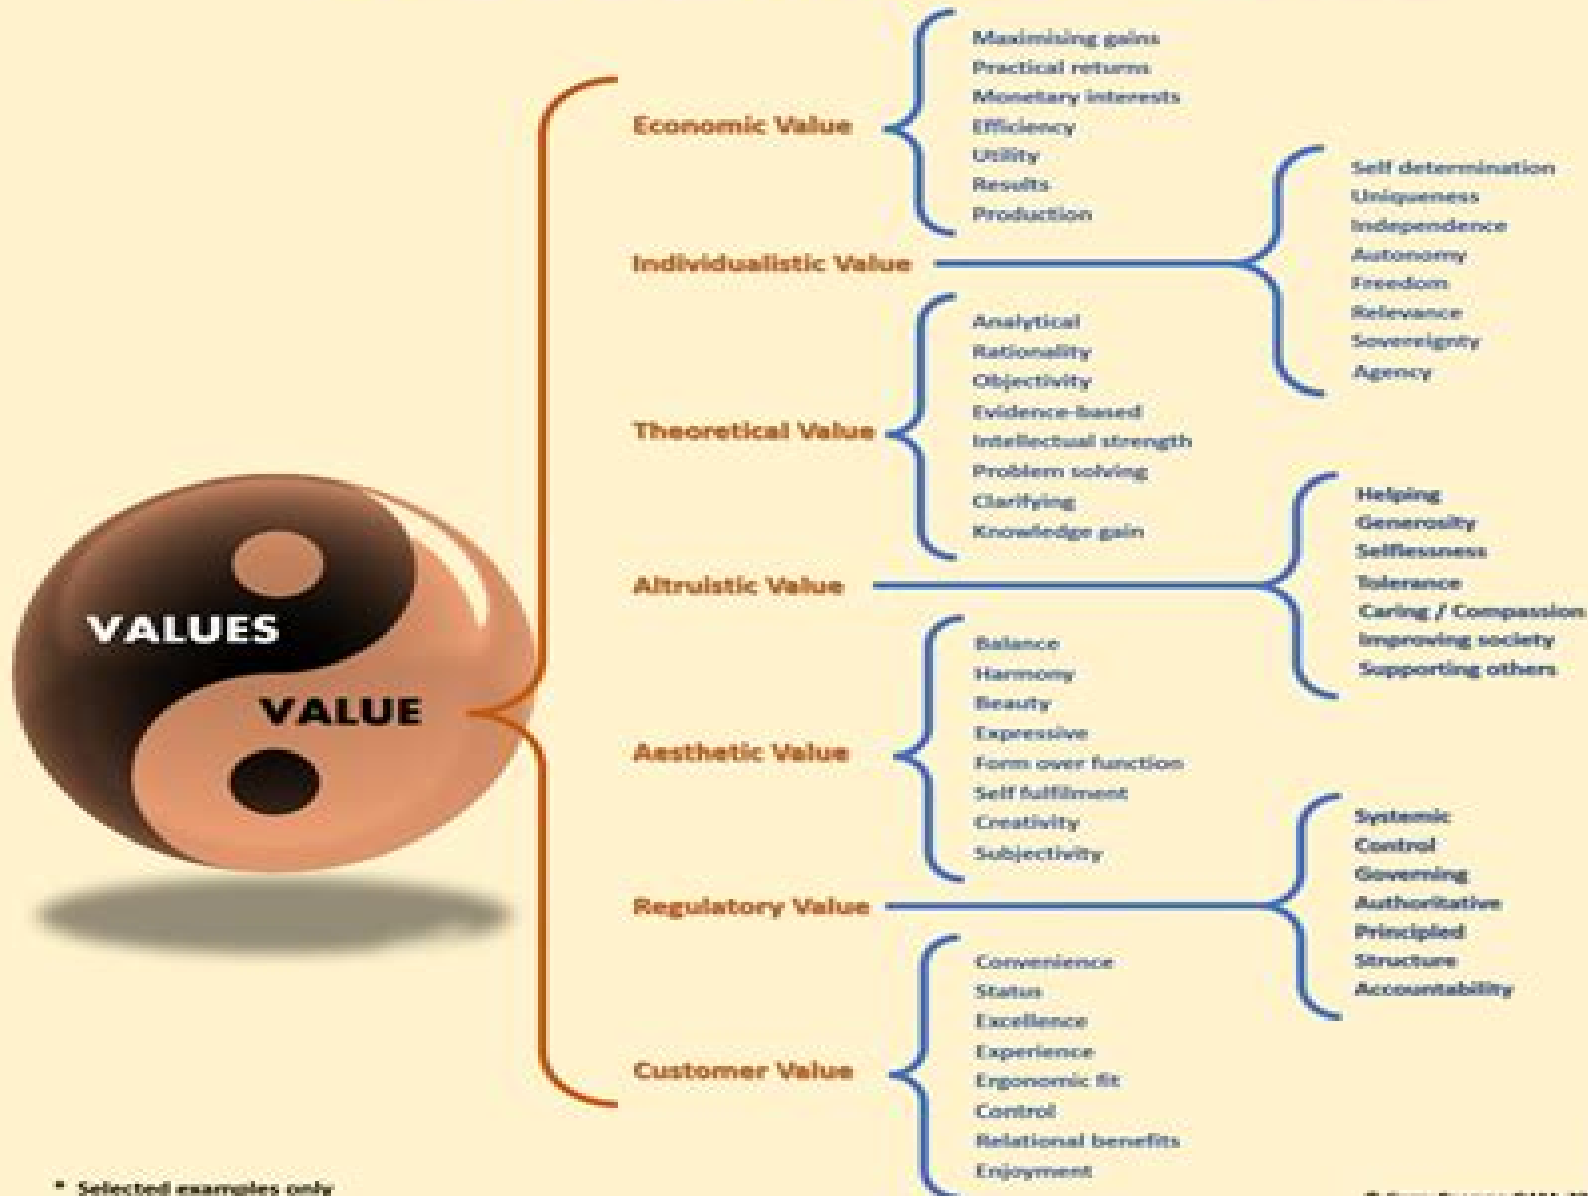 Economic Value
Maximising gains
Practical returns
Monetary interests
Efficiency
Utility
Results
Production
Individualistic Value
Self determination
Uniqueness
Independence
Autonomy
Freedom
Relevance
Sovereignty
Agency
Theoretical Value
Analytical
Rationality
Objectivity
Evidence-based
Intellectual strength
Problem solving
Clarifying
Knowledge gain
VALUES
VALUE
Altruistic Value
Helping
Generosity
Selflessness
Tolerance
Caring / Compassion
Improving society
Supporting others
Aesthetic Value
Balance
Harmony
Beauty
Expressive
Form over function
Self fulfilment
Creativity
Subjectivity
Regulatory Value
Systemic
Control
Governing
Authoritative
Principled
Structure
Accountability
Customer Value
Convenience
Status
Excellence
Experience
Ergonomic fit
Control
Relational benefits
Enjoyment
* Selected examples only